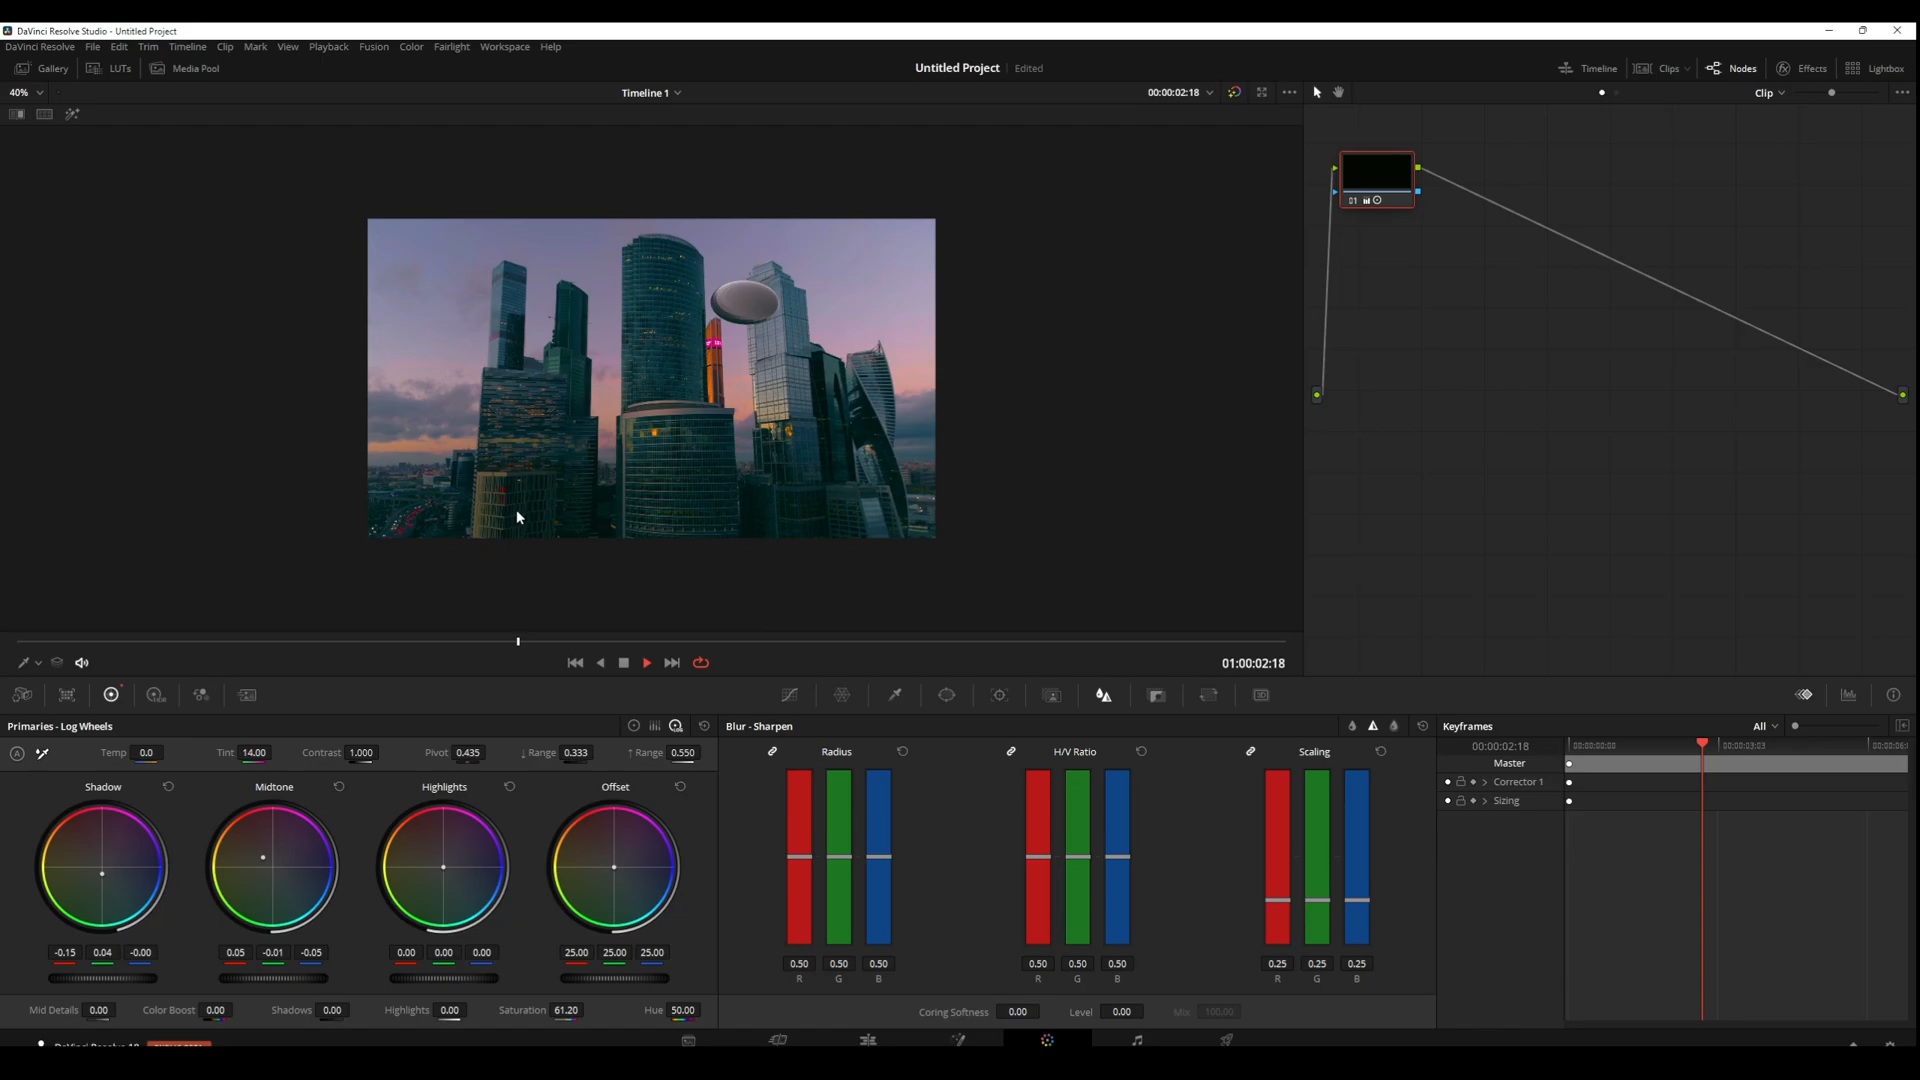 DaVinci Resolve Studio - Untitled Project
DaVinci Resolve File Edit Trim Timeline Clip Mark View Playback Fusion Color Fairlight Workspace Help
Gallery LUTs Media Pool Untitled Project Edited Timeline Clips Nodes Effects Lightbox
40% Timeline 1 00:00:02:18 Clip
01
01:00:02:18
Primaries - Log Wheels Blur - Sharpen Keyframes All
Temp 0.0 Tint 14.00 Contrast 1.000 Pivot 0.435 ↓ Range 0.333 ↑ Range 0.550 Radius H/V Ratio Scaling 00:00:02:18 00:00:00:00 00:00:03:03 00:00:06:
Master
Shadow Midtone Highlights Offset Corrector 1
Sizing
-0.15 0.04 -0.00 0.05 -0.01 -0.05 0.00 0.00 0.00 25.00 25.00 25.00
0.50 0.50 0.50 0.50 0.50 0.50 0.25 0.25 0.25
R G B R G B R G B
Mid Details 0.00 Color Boost 0.00 Shadows 0.00 Highlights 0.00 Saturation 61.20 Hue 50.00 Coring Softness 0.00 Level 0.00 Mix 100.00